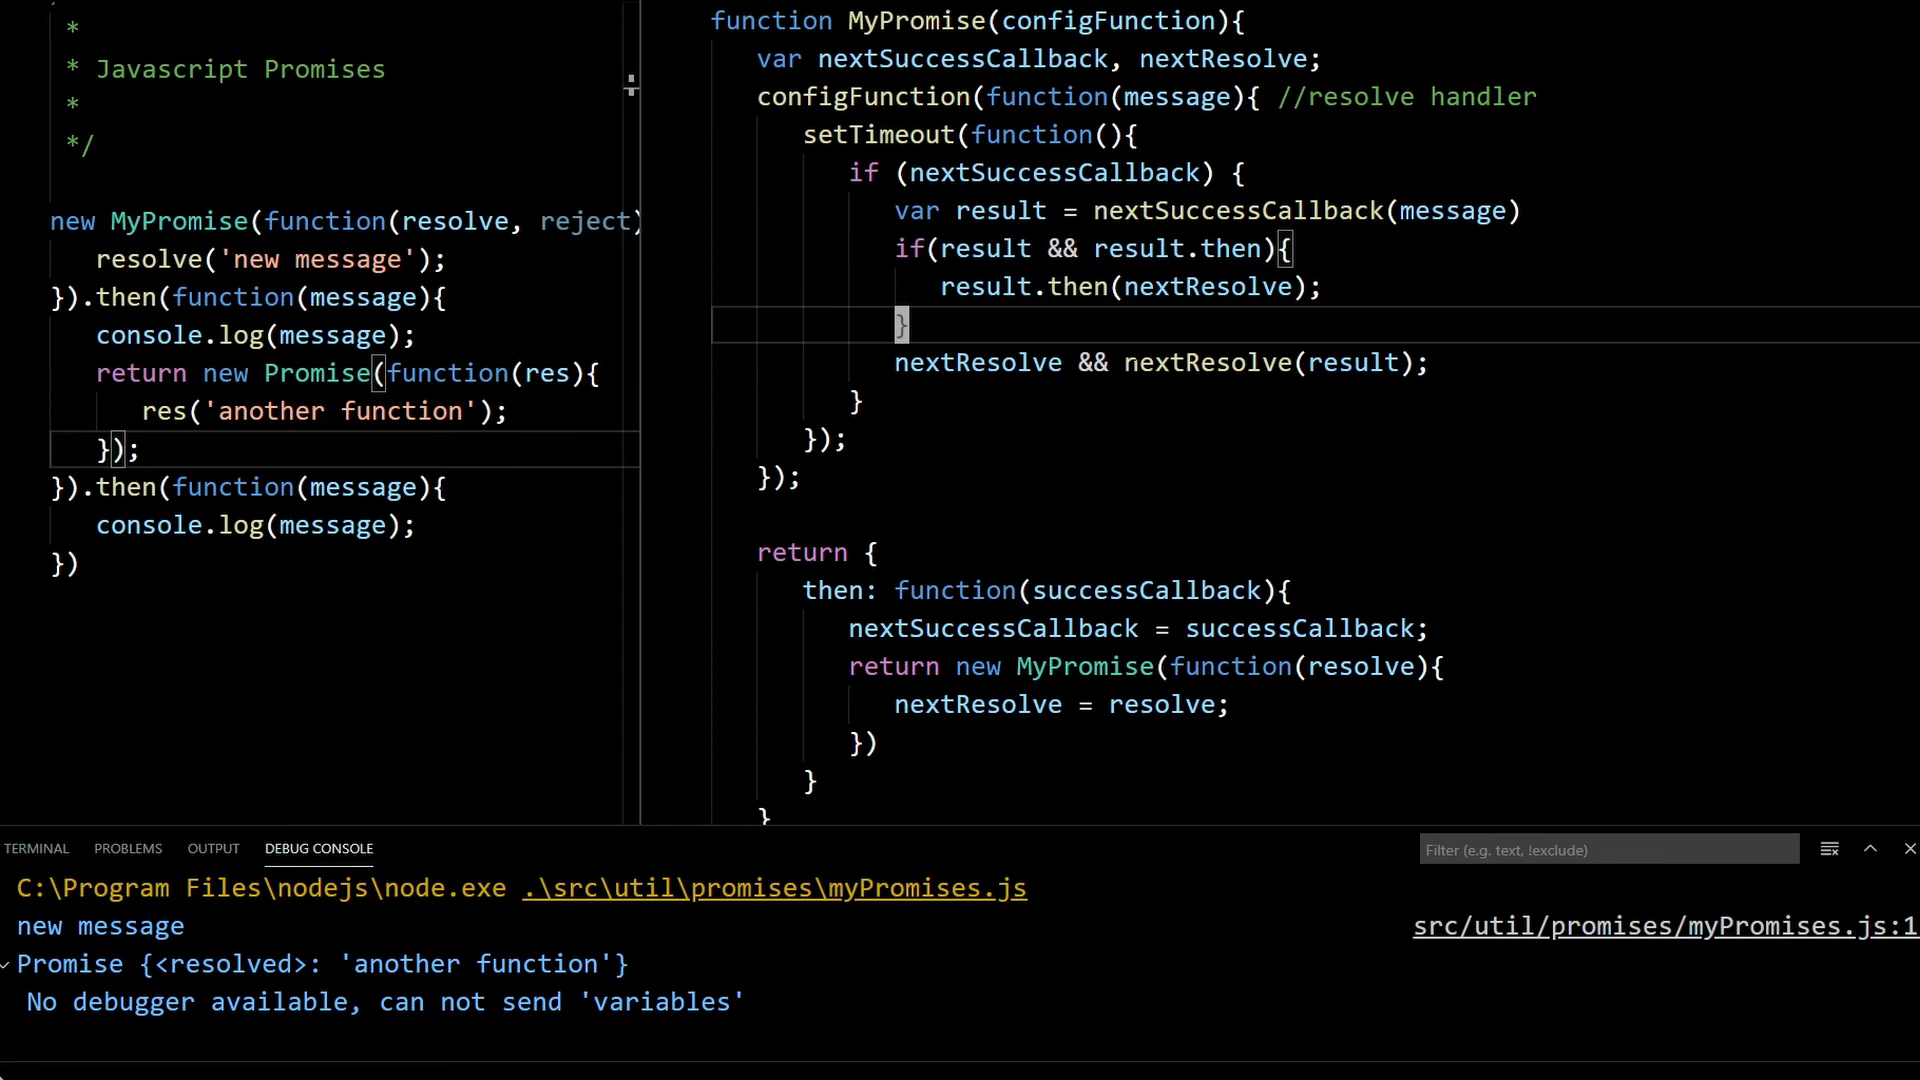 *
* Javascript Promises
*
*/
new MyPromise(function(resolve, reject)
resolve('new message');
}).then(function(message){
console.log(message);
return new Promise(function(res){
res('another function');
});
}).then(function(message){
console.log(message);
})
function MyPromise(configFunction){
var nextSuccessCallback, nextResolve;
configFunction(function(message){ //resolve handler
setTimeout(function(){
if (nextSuccessCallback) {
var result = nextSuccessCallback(message)
if(result && result.then){
result.then(nextResolve);
}
nextResolve && nextResolve(result);
}
});
});
return {
then: function(successCallback){
nextSuccessCallback = successCallback;
return new MyPromise(function(resolve){
nextResolve = resolve;
})
}
}
TERMINAL PROBLEMS OUTPUT DEBUG CONSOLE
Filter (e.g. text, !exclude)
C:\Program Files\nodejs\node.exe .\src\util\promises\myPromises.js
new message
src/util/promises/myPromises.js:1
Promise {<resolved>: 'another function'}
No debugger available, can not send 'variables'